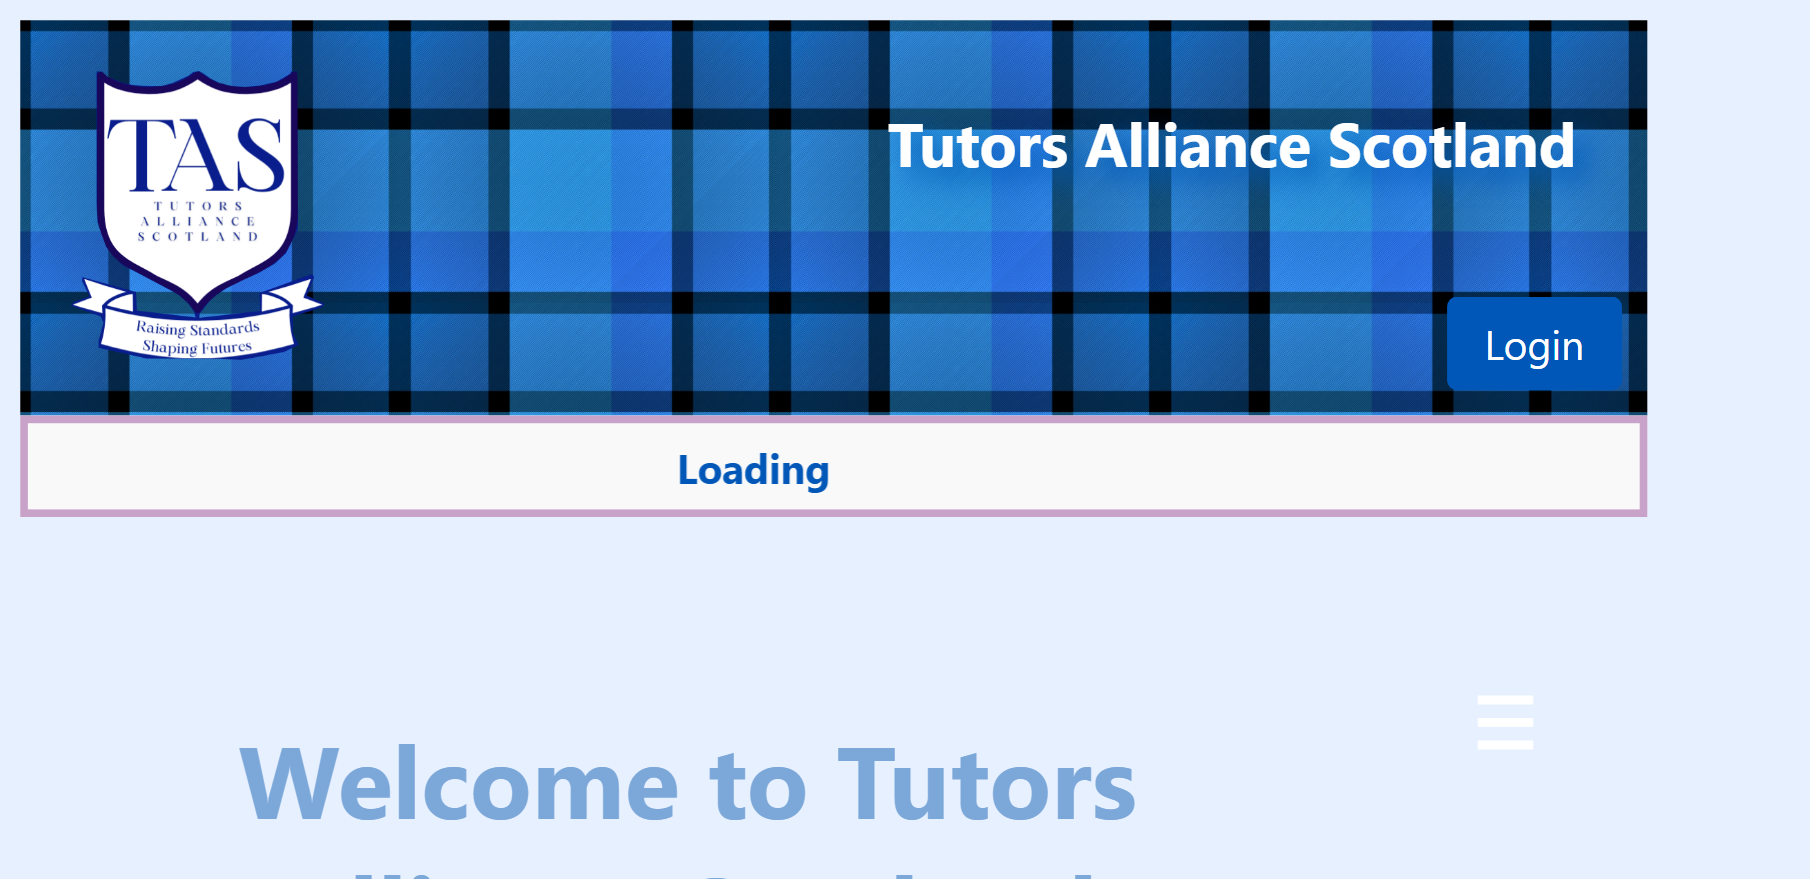 TAS
TUTORS
ALLIANCE
SCOTLAND
Raising Standards
Shaping Futures
Tutors Alliance Scotland
Login
Loading
Welcome to Tutors